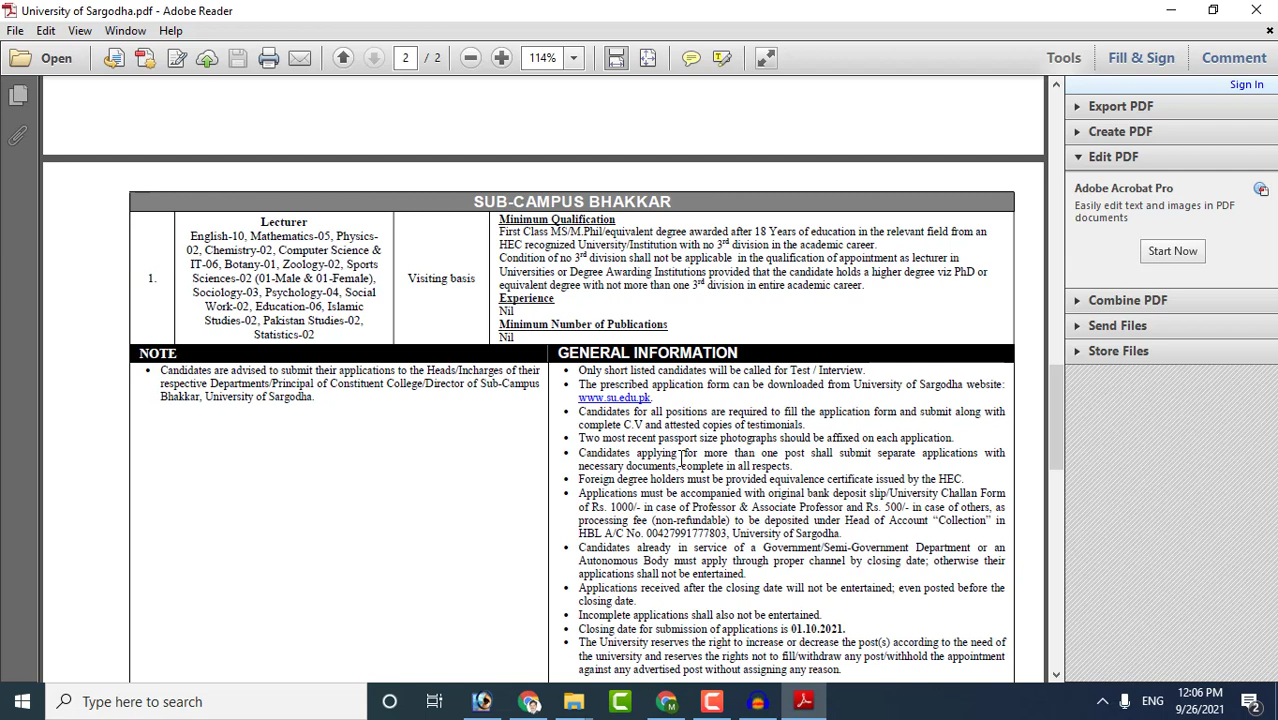 University of Sargodha.pdf - Adobe Reader
File Edit View Window Help
Open 2 / 2 114% Tools Fill & Sign Comment
Sign In
Export PDF
Create PDF
Edit PDF
Adobe Acrobat Pro
Easily edit text and images in PDF
documents
Start Now
Combine PDF
Send Files
Store Files
SUB-CAMPUS BHAKKAR
1.
Lecturer
English-10, Mathematics-05, Physics-
02, Chemistry-02, Computer Science &
IT-06, Botany-01, Zoology-02, Sports
Sciences-02 (01-Male & 01-Female),
Sociology-03, Psychology-04, Social
Work-02, Education-06, Islamic
Studies-02, Pakistan Studies-02,
Statistics-02
Visiting basis
Minimum Qualification
First Class MS/M.Phil/equivalent degree awarded after 18 Years of education in the relevant field from an
HEC recognized University/Institution with no 3rd division in the academic career.
Condition of no 3rd division shall not be applicable in the qualification of appointment as lecturer in
Universities or Degree Awarding Institutions provided that the candidate holds a higher degree viz PhD or
equivalent degree with not more than one 3rd division in entire academic career.
Experience
Nil
Minimum Number of Publications
Nil
NOTE
• Candidates are advised to submit their applications to the Heads/Incharges of their
respective Departments/Principal of Constituent College/Director of Sub-Campus
Bhakkar, University of Sargodha.
GENERAL INFORMATION
• Only short listed candidates will be called for Test / Interview.
• The prescribed application form can be downloaded from University of Sargodha website:
www.su.edu.pk.
• Candidates for all positions are required to fill the application form and submit along with
complete C.V and attested copies of testimonials.
• Two most recent passport size photographs should be affixed on each application.
• Candidates applying for more than one post shall submit separate applications with
necessary documents, complete in all respects.
• Foreign degree holders must be provided equivalence certificate issued by the HEC.
• Applications must be accompanied with original bank deposit slip/University Challan Form
of Rs. 1000/- in case of Professor & Associate Professor and Rs. 500/- in case of others, as
processing fee (non-refundable) to be deposited under Head of Account “Collection” in
HBL A/C No. 00427991777803, University of Sargodha.
• Candidates already in service of a Government/Semi-Government Department or an
Autonomous Body must apply through proper channel by closing date; otherwise their
applications shall not be entertained.
• Applications received after the closing date will not be entertained; even posted before the
closing date.
• Incomplete applications shall also not be entertained.
• Closing date for submission of applications is 01.10.2021.
• The University reserves the right to increase or decrease the post(s) according to the need of
the university and reserves the rights not to fill/withdraw any post/withhold the appointment
against any advertised post without assigning any reason.
Type here to search
ENG
12:06 PM
9/26/2021
2